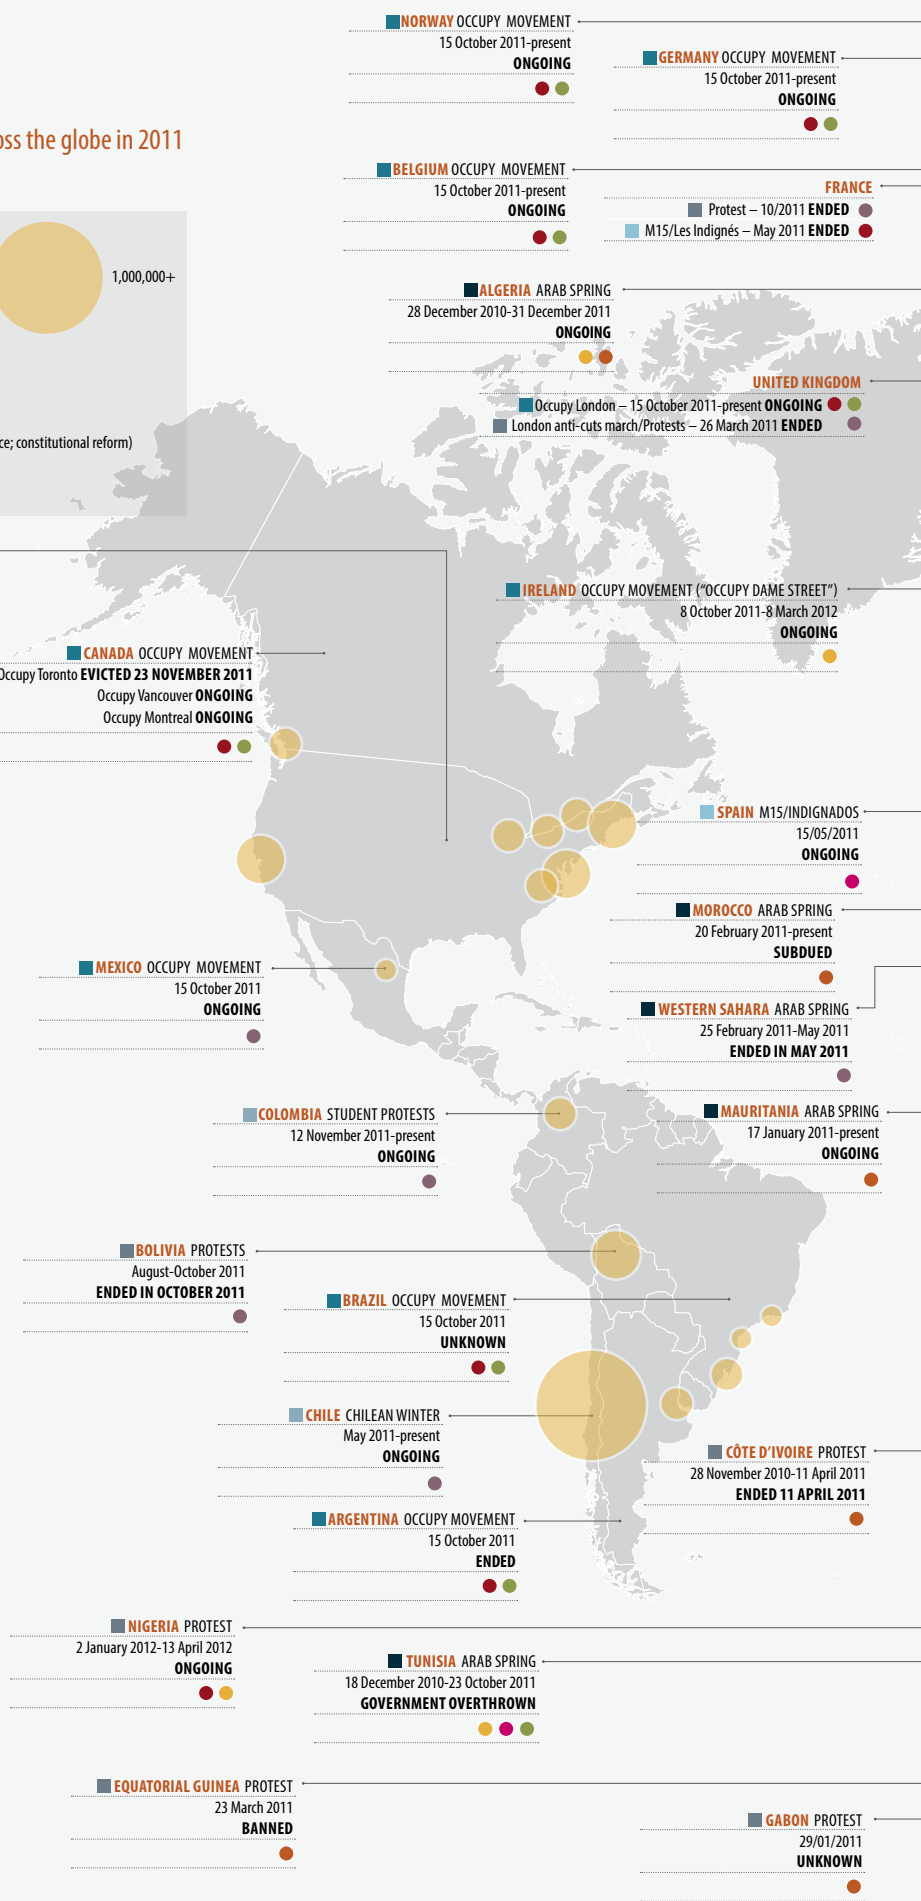 NORWAY OCCUPY MOVEMENT
15 October 2011-present
ONGOING
GERMANY OCCUPY MOVEMENT
15 October 2011-present
ONGOING
oss the globe in 2011
BELGIUM OCCUPY MOVEMENT
15 October 2011-present
ONGOING
FRANCE
Protest – 10/2011 ENDED
M15/Les Indignés – May 2011 ENDED
1,000,000+
ALGERIA ARAB SPRING
28 December 2010-31 December 2011
ONGOING
UNITED KINGDOM
Occupy London – 15 October 2011-present ONGOING
London anti-cuts march/Protests – 26 March 2011 ENDED
ce; constitutional reform)
IRELAND OCCUPY MOVEMENT ("OCCUPY DAME STREET")
8 October 2011-8 March 2012
ONGOING
CANADA OCCUPY MOVEMENT
Occupy Toronto EVICTED 23 NOVEMBER 2011
Occupy Vancouver ONGOING
Occupy Montreal ONGOING
SPAIN M15/INDIGNADOS
15/05/2011
ONGOING
MOROCCO ARAB SPRING
20 February 2011-present
SUBDUED
MEXICO OCCUPY MOVEMENT
15 October 2011
ONGOING
WESTERN SAHARA ARAB SPRING
25 February 2011-May 2011
ENDED IN MAY 2011
COLOMBIA STUDENT PROTESTS
12 November 2011-present
ONGOING
MAURITANIA ARAB SPRING
17 January 2011-present
ONGOING
BOLIVIA PROTESTS
August-October 2011
ENDED IN OCTOBER 2011
BRAZIL OCCUPY MOVEMENT
15 October 2011
UNKNOWN
CHILE CHILEAN WINTER
May 2011-present
ONGOING
CÔTE D'IVOIRE PROTEST
28 November 2010-11 April 2011
ENDED 11 APRIL 2011
ARGENTINA OCCUPY MOVEMENT
15 October 2011
ENDED
NIGERIA PROTEST
2 January 2012-13 April 2012
ONGOING
TUNISIA ARAB SPRING
18 December 2010-23 October 2011
GOVERNMENT OVERTHROWN
EQUATORIAL GUINEA PROTEST
23 March 2011
BANNED
GABON PROTEST
29/01/2011
UNKNOWN